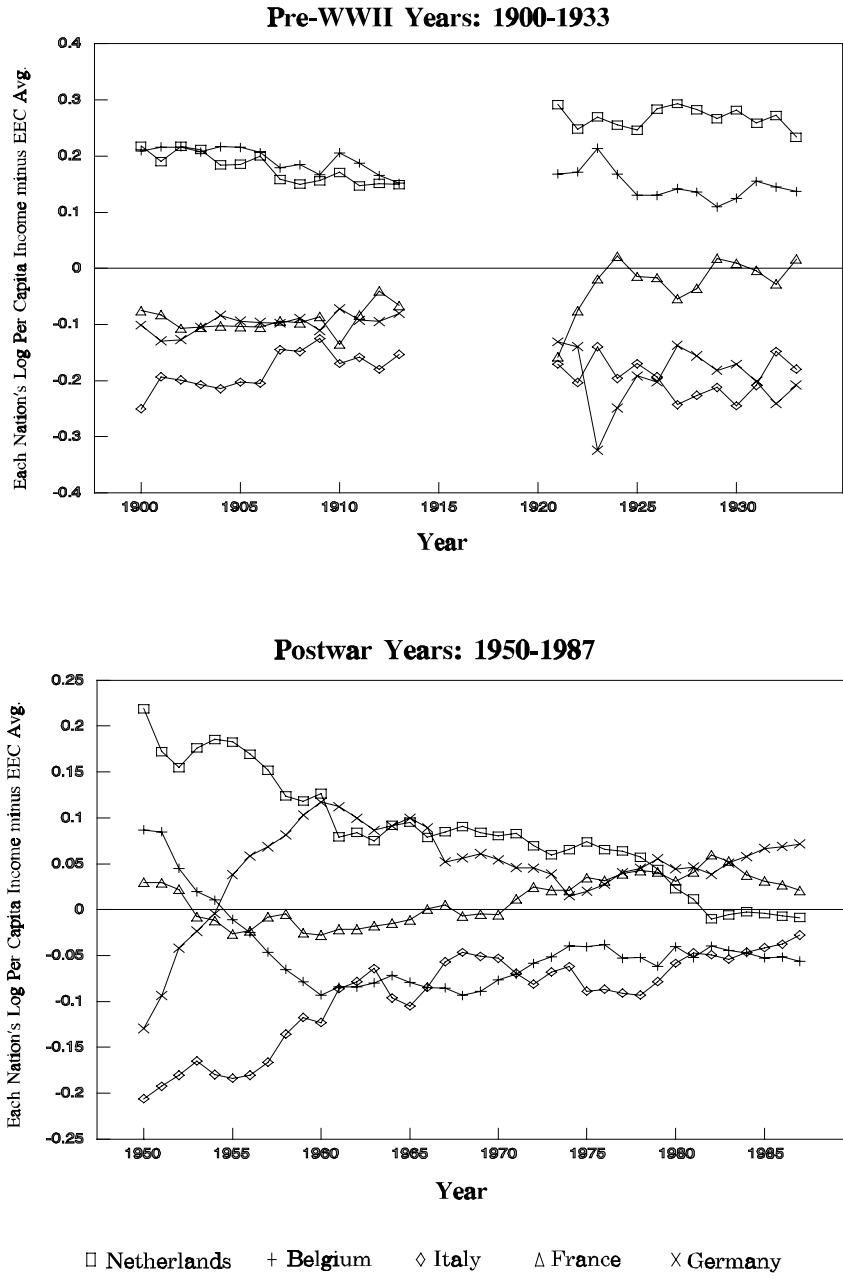 Pre-WWII Years: 1900-1933
Each Nation's Log Per Capita Income minus EEC Avg.
0.4
0.3
0.2
0.1
0
-0.1
-0.2
-0.3
-0.4
1900 1905 1910 1915 1920 1925 1930
Year
Postwar Years: 1950-1987
Each Nation's Log Per Capita Income minus EEC Avg.
0.25
0.2
0.15
0.1
0.05
0
-0.05
-0.1
-0.15
-0.2
-0.25
1950 1955 1960 1965 1970 1975 1980 1985
Year
Netherlands Belgium Italy France Germany